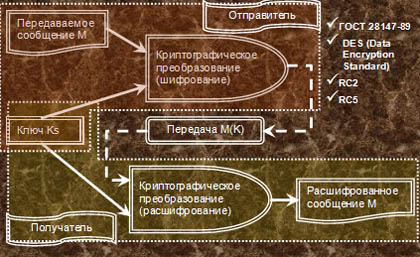 Передаваемое
сообщение М
Отправитель
Криптографическое
преобразование
(шифрование)
✓ ГОСТ 28147-89
✓ DES (Data
Encryption
Standard)
✓ RC2
✓ RC5
Ключ Ks
Передача М(К)
Криптографическое
преобразование
(расшифрование)
Расшифрованное
сообщение М
Получатель